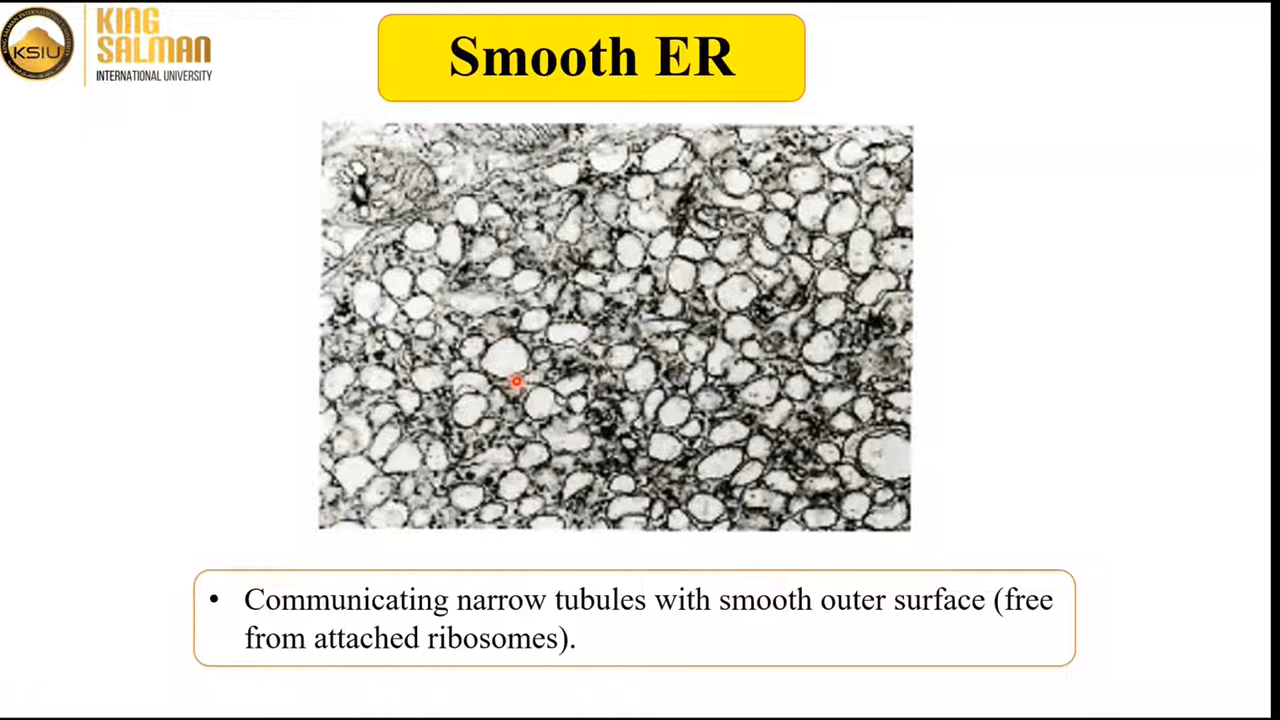 KSIU
KING
SALMAN
INTERNATIONAL UNIVERSITY
Smooth ER
• Communicating narrow tubules with smooth outer surface (free
from attached ribosomes).